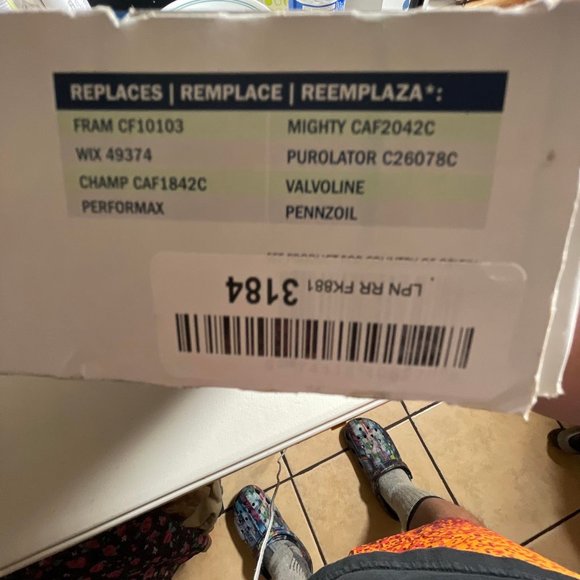 REPLACES | REMPLACE | REEMPLAZA*:
FRAM CF10103 MIGHTY CAF2042C
WIX 49374 PUROLATOR C26078C
CHAMP CAF1842C VALVOLINE
PERFORMAX PENNZOIL
LPN RR FK881 3184